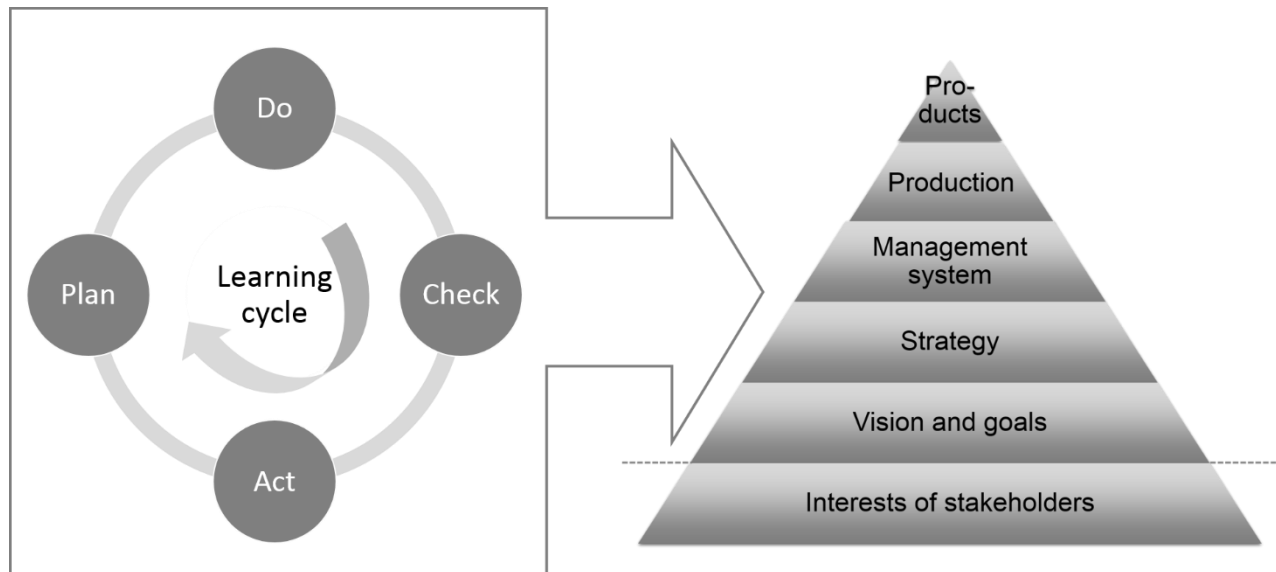 Do
Plan
Learning
cycle
Check
Act
Pro-
ducts
Production
Management
system
Strategy
Vision and goals
Interests of stakeholders